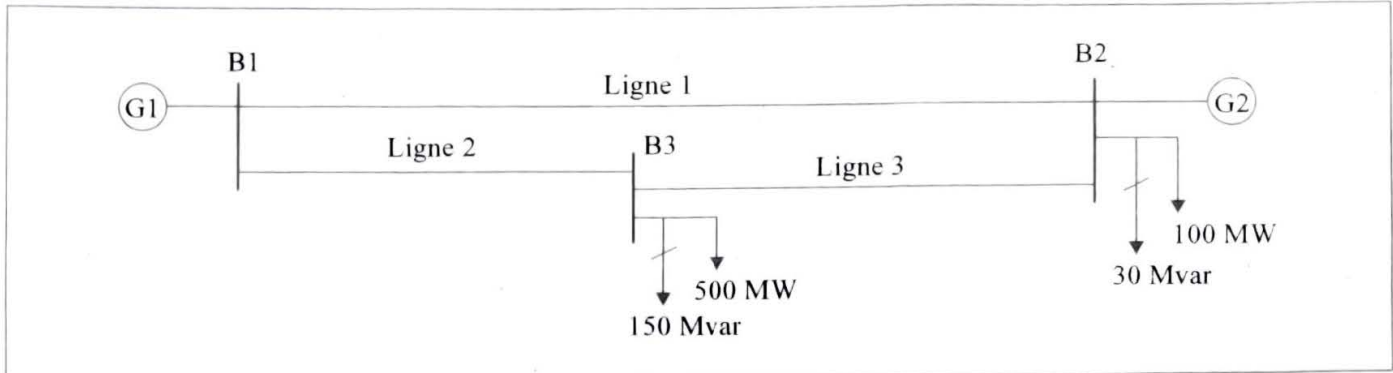 B1
B2
G1
Ligne 1
G2
Ligne 2
B3
Ligne 3
100 MW
30 Mvar
500 MW
150 Mvar